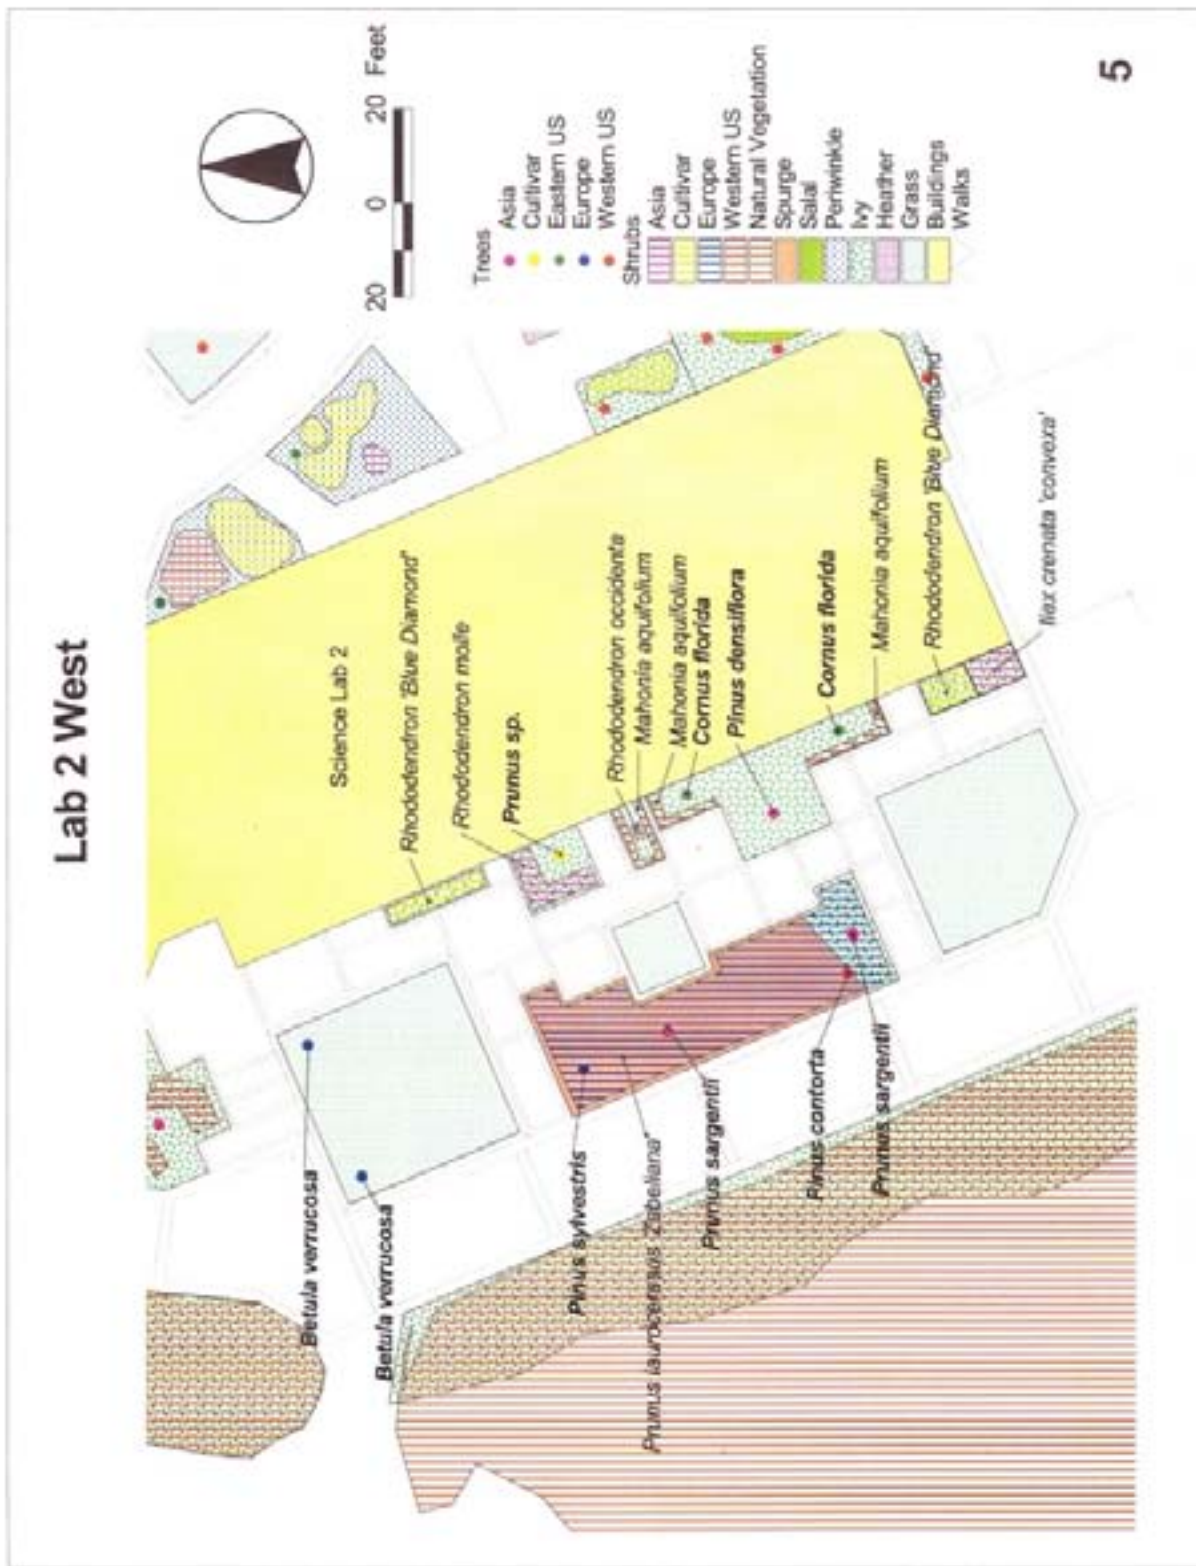 Lab 2 West
20 0 20 Feet
Trees
Asia
Cultivar
Eastern US
Europe
Western US
Shrubs
Asia
Cultivar
Europe
Western US
Natural Vegetation
Spurge
Salal
Periwinkle
Ivy
Heather
Grass
Buildings
Walks
Science Lab 2
Rhododendron 'Blue Diamond"
Rhododendron molle
Prunus sp.
Rhododendron occidenta
Mahonia aquifolium
Mahonia aquifolium
Cornus florida
Pinus densiflora
Cornus florida
Mahonia aquifolium
Rhododendron 'Blue Diamond"
crenata 'convexa'
Betula verrucosa
Betula verrucosa
Pinus sylvestris
Prunus laurocerasus 'Zabeliana"
Prunus sargentii
Pinus contorta
Prunus sargentii
5